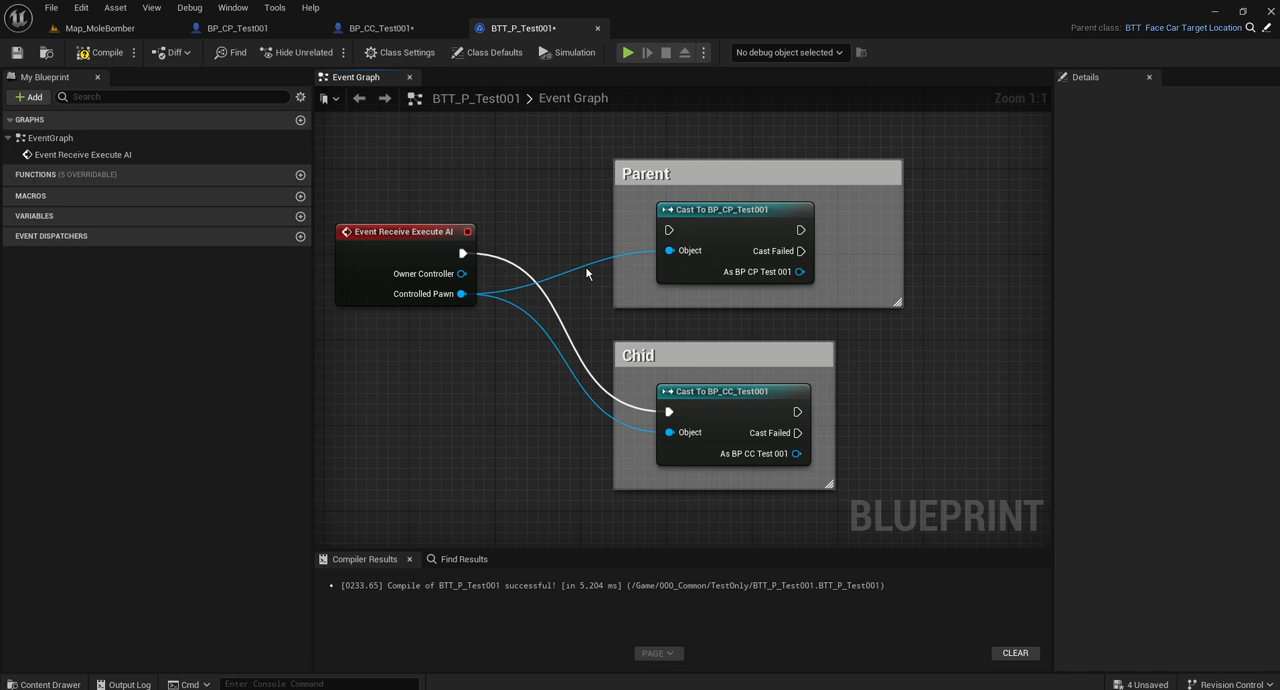 File Edit Asset View Debug Window Tools Help
Map_MoleBomber BP_CP_Test001 BP_CC_Test001• BTT_P_Test001•
Parent class: BTT Face Car Target Location
Compile Diff Find Hide Unrelated Class Settings Class Defaults Simulation No debug object selected
My Blueprint
Event Graph
Details
Add Search
BTT_P_Test001 > Event Graph
Zoom 1:1
GRAPHS
EventGraph
Event Receive Execute AI
FUNCTIONS (5 OVERRIDABLE)
MACROS
VARIABLES
EVENT DISPATCHERS
Event Receive Execute AI
Owner Controller
Controlled Pawn
Parent
Cast To BP_CP_Test001
Object
Cast Failed
As BP CP Test 001
Chid
Cast To BP_CC_Test001
Object Cast Failed
As BP CC Test 001
BLUEPRINT
Compiler Results Find Results
• [0233.65] Compile of BTT_P_Test001 successful! [in 5,204 ms] (/Game/000_Common/TestOnly/BTT_P_Test001.BTT_P_Test001)
PAGE
CLEAR
Content Drawer Output Log Cmd Enter Console Command 4 Unsaved Revision Control